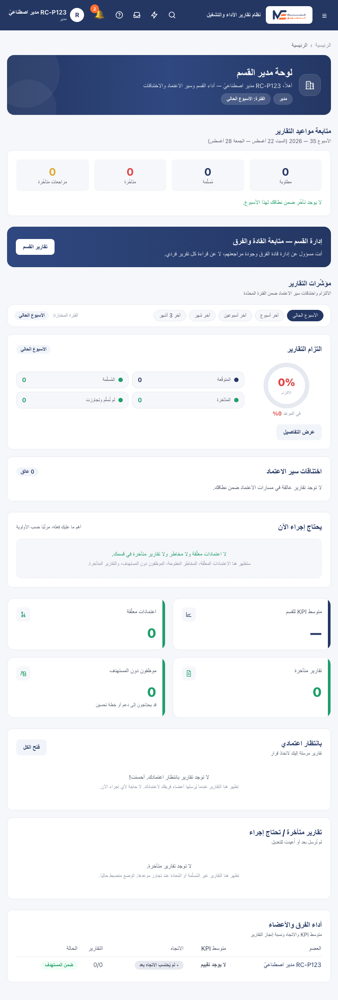 خبراء
التسويق
ME
نظام تقارير الأداء والتشغيل
2
R
RC-P123 مدير اصطناعيّ
مدير
الرئيسية › الرئيسية
لوحة مدير القسم
أهلًا، RC-P123 مدير اصطناعيّ — أداء القسم وسير الاعتماد والاختناقات
مدير
الفترة: الأسبوع الحالي
متابعة مواعيد التقارير
الأسبوع 35 — 2026 (السبت 22 أغسطس — الجمعة 28 أغسطس)
0
مطلوبة
0
مُسلَّمة
0
متأخّرة
0
مراجعات متأخّرة
لا يوجد تأخّر ضمن نطاقك لهذا الأسبوع.
إدارة القسم — متابعة القادة والفرق
أنت مسؤول عن إدارة قادة الفرق وجودة مراجعتهم، لا عن قراءة كل تقرير فردي.
تقارير القسم
مؤشّرات التقارير
الالتزام واختناقات سير الاعتماد ضمن الفترة المحدّدة
الأسبوع الحالي
آخر أسبوع
آخر أسبوعين
آخر شهر
آخر 3 أشهر
الفترة المختارة: الأسبوع الحالي
التزام التقارير
الأسبوع الحالي
0%
الالتزام
في الموعد 0%
المتوقّعة 0
المُسلّمة 0
المتأخرة 0
لم تُسلّم وتجاوزت 0
عرض التفاصيل
اختناقات سير الاعتماد
0 عالق
لا توجد تقارير عالقة في مسارات الاعتماد ضمن نطاقك.
يحتاج إجراء الآن
أهم ما عليك فعله، مرتّبًا حسب الأولوية
لا اعتمادات معلّقة ولا مخاطر ولا تقارير متأخرة في قسمك.
ستظهر هنا الاعتمادات المعلّقة، المخاطر المفتوحة، الموظفون دون المستهدف، والتقارير المتأخرة.
متوسط KPI للقسم
—
اعتمادات معلّقة
0
تقارير متأخرة
0
موظفون دون المستهدف
0
قد يحتاجون إلى دعم أو خطة تحسين
بانتظار اعتمادي
تقارير مرسلة إليك لاتخاذ قرار
فتح الكل
لا توجد تقارير بانتظار اعتمادك. أحسنت!
تظهر هنا التقارير عندما يُرسلها أعضاء فريقك لاعتمادك. لا حاجة لأي إجراء الآن.
تقارير متأخرة / تحتاج إجراء
لم تُرسل بعد أو أُعيدت للتعديل
لا توجد تقارير متأخرة.
تظهر هنا التقارير غير المُسلّمة أو المُعادة عند تجاوز موعدها. الوضع منضبط حاليًا.
أداء الفرق والأعضاء
متوسط KPI والاتجاه ونسبة إنجاز التقارير
العضو متوسط KPI الاتجاه التقارير الحالة
RC-P123 مدير اصطناعيّ لا يوجد تقييم • لم يُحتسب الاتجاه بعد 0/0 ضمن المستهدف